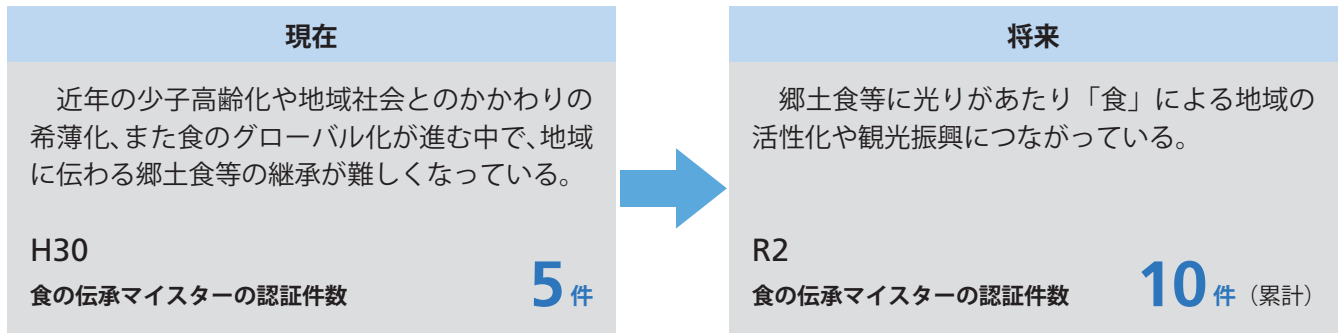 現在
近年の少子高齢化や地域社会とのかかわりの
希薄化、また食のグローバル化が進む中で、地域
に伝わる郷土食等の継承が難しくなっている。
H30
食の伝承マイスターの認証件数 5件
将来
郷土食等に光りがあたり「食」による地域の
活性化や観光振興につながっている。
R2
食の伝承マイスターの認証件数 10件（累計）